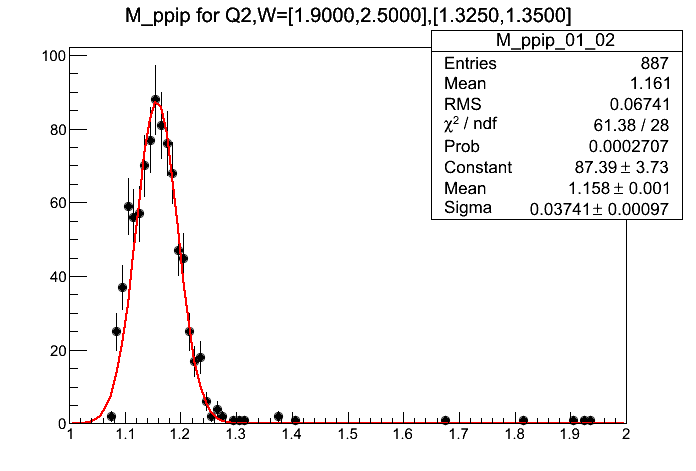 M_ppip for Q2,W=[1.9000,2.5000],[1.3250,1.3500]
M_ppip_01_02
Entries 887
Mean 1.161
RMS 0.06741
χ² / ndf 61.38 / 28
Prob 0.0002707
Constant 87.39 ± 3.73
Mean 1.158 ± 0.001
Sigma 0.03741 ± 0.00097
100
80
60
40
20
0
1 1.1 1.2 1.3 1.4 1.5 1.6 1.7 1.8 1.9 2